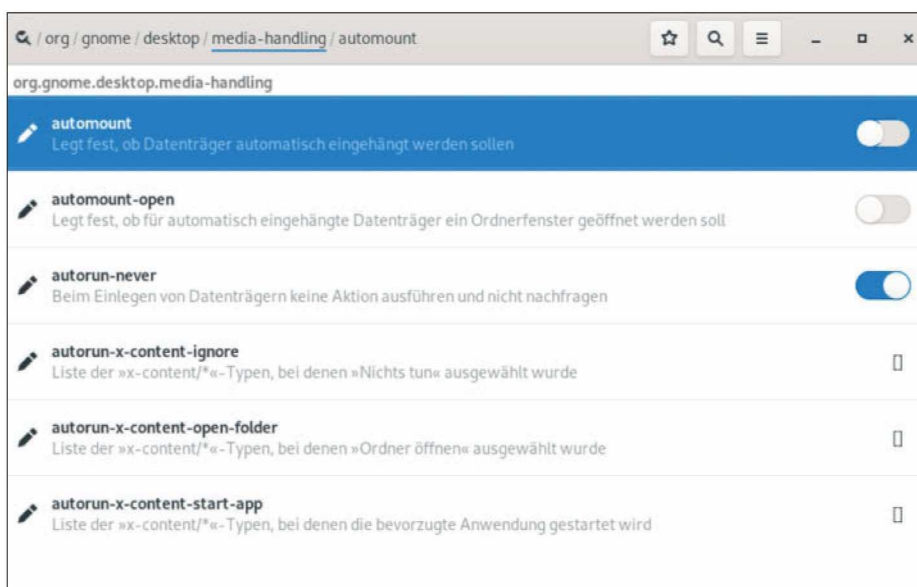 / org / gnome / desktop / media-handling / automount
org.gnome.desktop.media-handling
automount
Legt fest, ob Datenträger automatisch eingehängt werden sollen
automount-open
Legt fest, ob für automatisch eingehängte Datenträger ein Ordnerfenster geöffnet werden soll
autorun-never
Beim Einlegen von Datenträgern keine Aktion ausführen und nicht nachfragen
autorun-x-content-ignore
Liste der »x-content/*«-Typen, bei denen »Nichts tun« ausgewählt wurde
[]
autorun-x-content-open-folder
Liste der »x-content/*«-Typen, bei denen »Ordner öffnen« ausgewählt wurde
[]
autorun-x-content-start-app
Liste der »x-content/*«-Typen, bei denen die bevorzugte Anwendung gestartet wird
[]